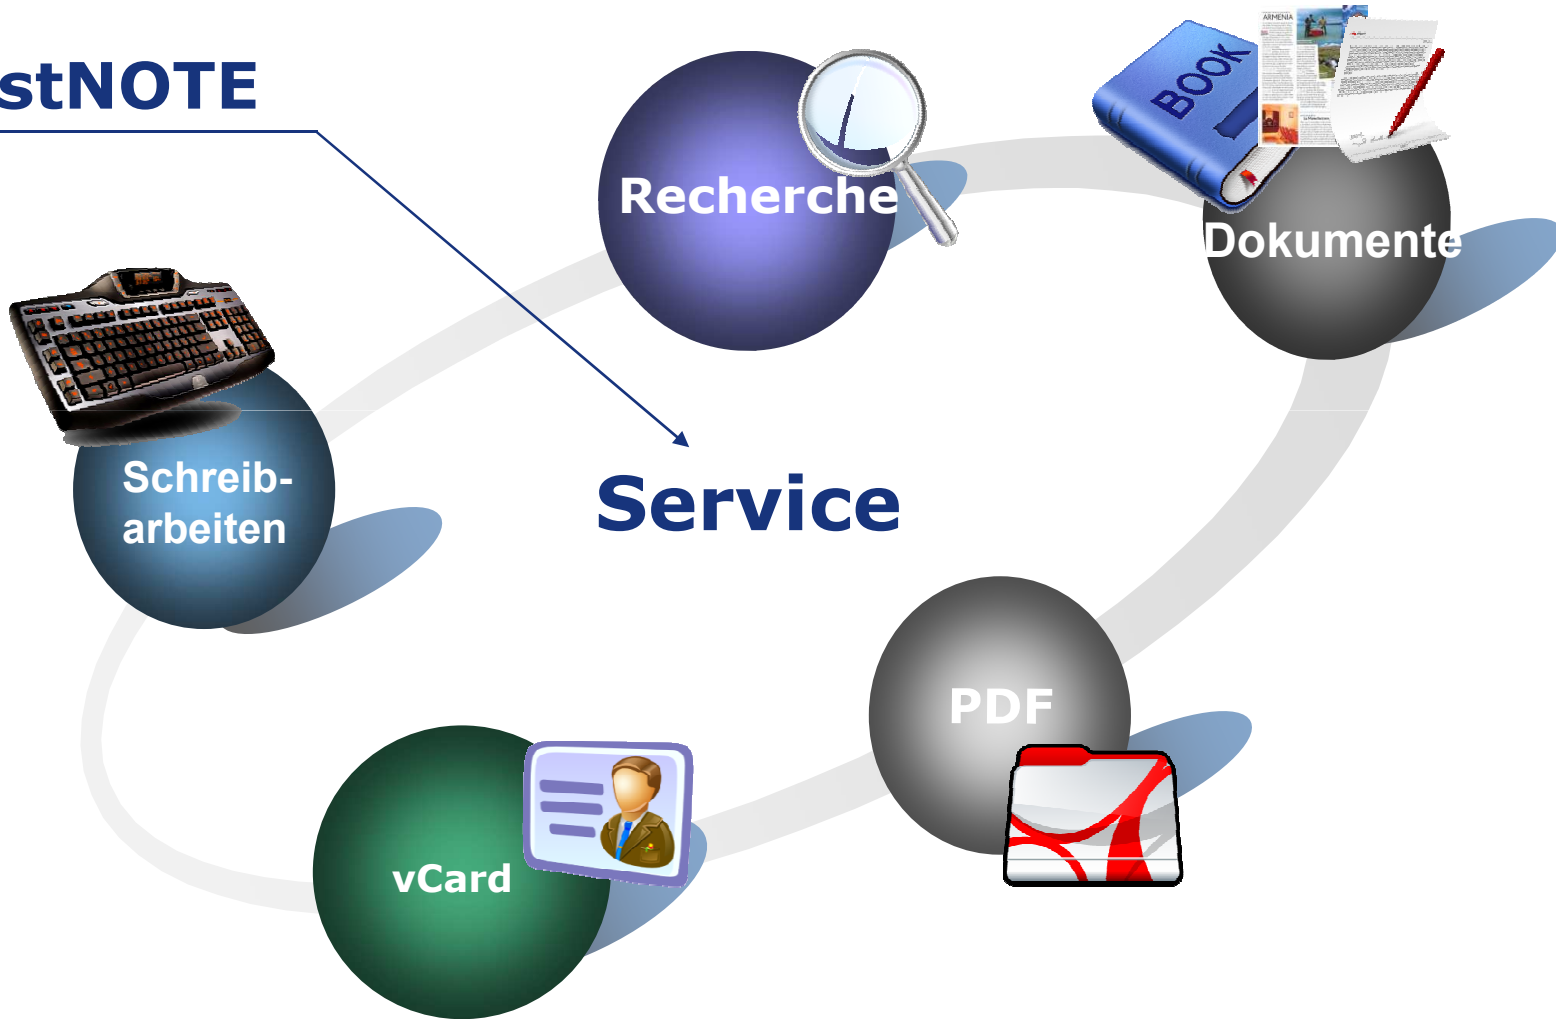 stNOTE
Recherche
BOOK
ARMENIA
Dokumente
Schreib-
arbeiten
Service
PDF
vCard